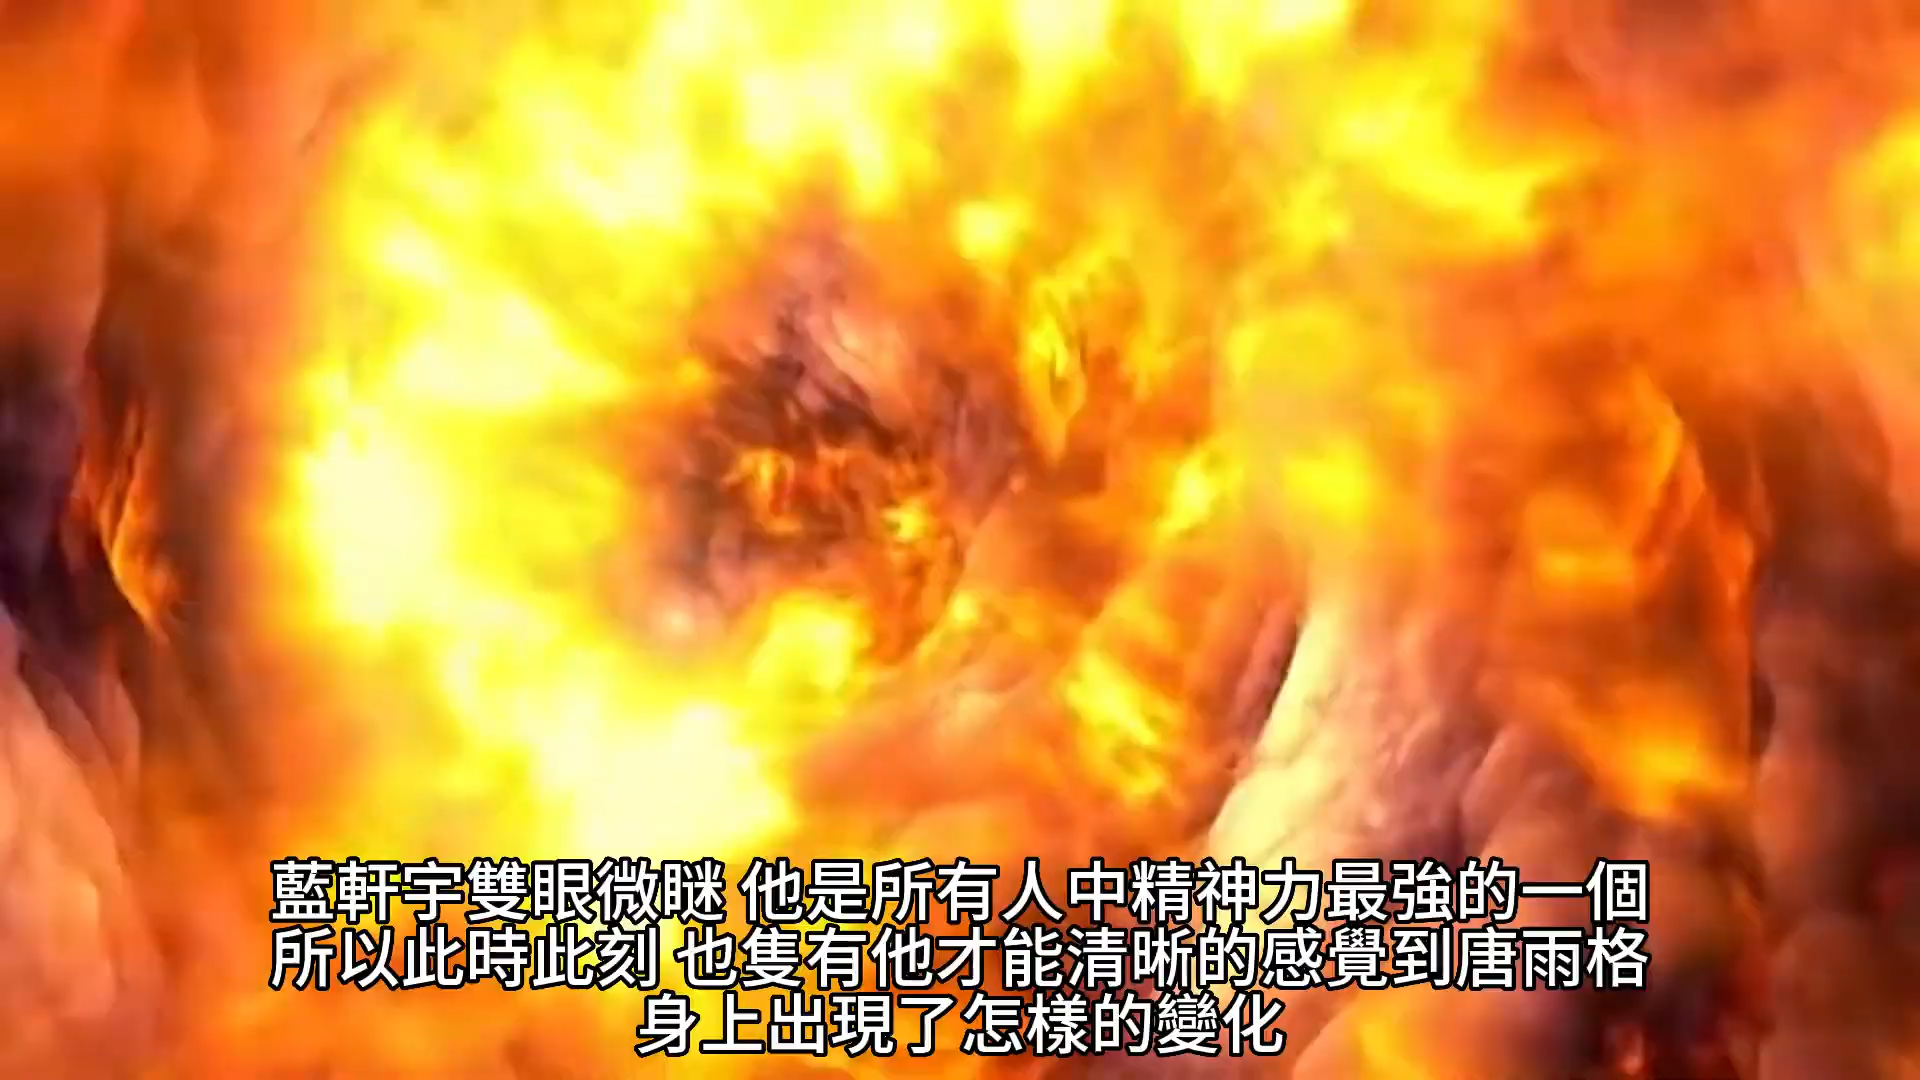 藍軒宇雙眼微瞇 他是所有人中精神力最強的一個
所以此時此刻 也隻有他才能清晰的感覺到唐雨格
身上出現了怎樣的變化